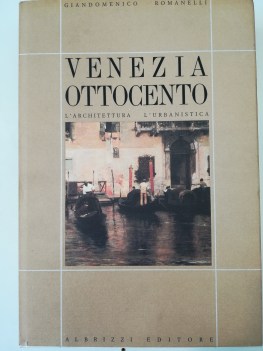 GIANDOMENICO ROMANELLI
VENEZIA
OTTOCENTO
L'ARCHITETTURA L'URBANISTICA
ALBRIZZI EDITORE